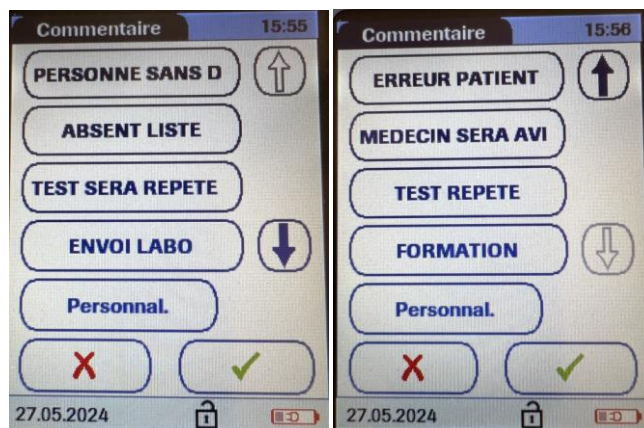 Commentaire 15:55
PERSONNE SANS D
ABSENT LISTE
TEST SERA REPETE
ENVOI LABO
Personnal.
27.05.2024
Commentaire 15:56
ERREUR PATIENT
MEDECIN SERA AVI
TEST REPETE
FORMATION
Personnal.
27.05.2024